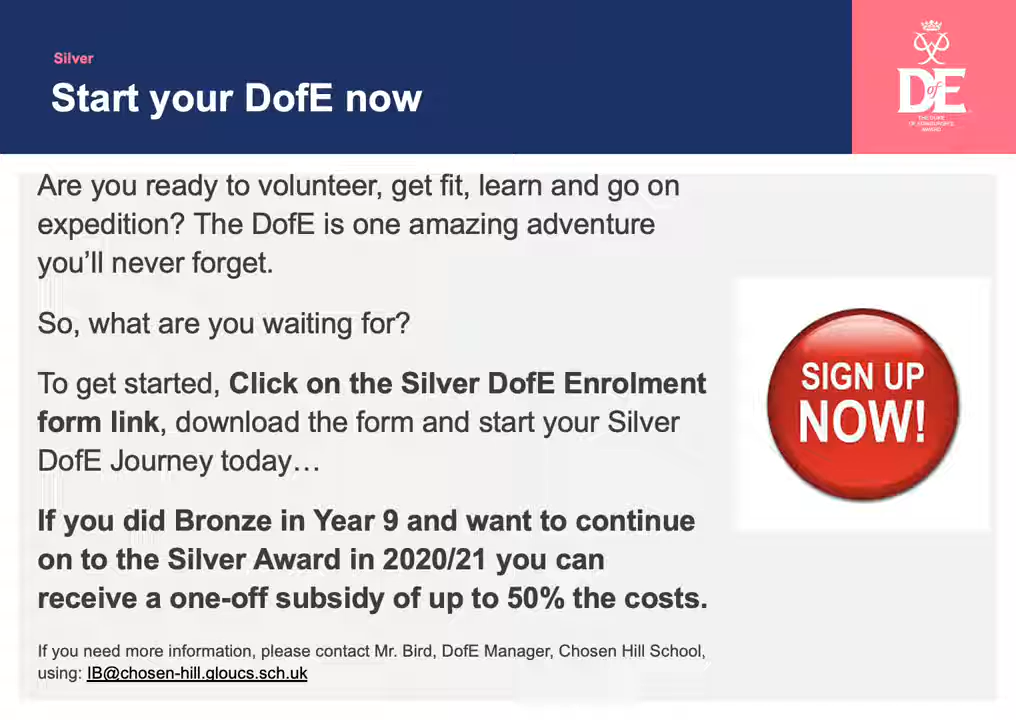 Silver
Start your DofE now
DofE
THE DUKE
OF EDINBURGH'S
AWARD
Are you ready to volunteer, get fit, learn and go on
expedition? The DofE is one amazing adventure
you'll never forget.
So, what are you waiting for?
To get started, Click on the Silver DofE Enrolment
form link, download the form and start your Silver
DofE Journey today…
If you did Bronze in Year 9 and want to continue
on to the Silver Award in 2020/21 you can
receive a one-off subsidy of up to 50% the costs.
SIGN UP
NOW!
If you need more information, please contact Mr. Bird, DofE Manager, Chosen Hill School,
using: IB@chosen-hill.gloucs.sch.uk